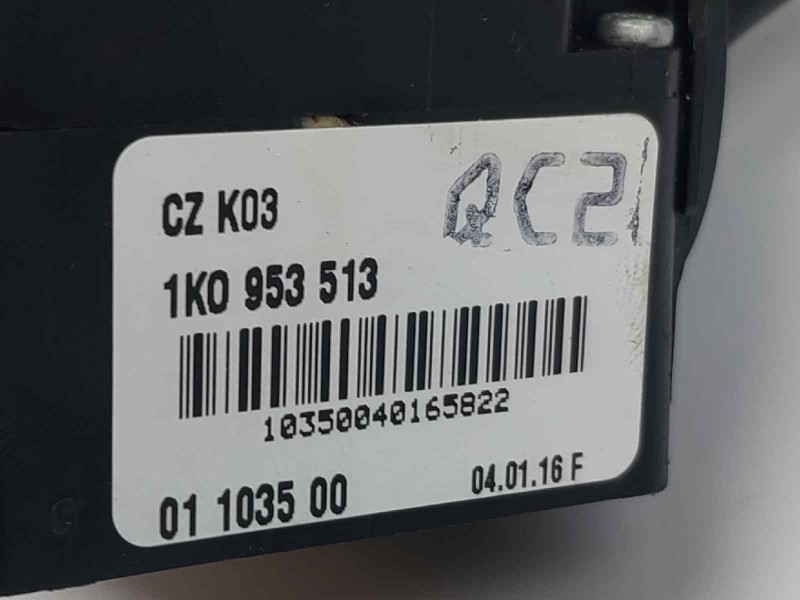 QC2
CZ K03
1K0 953 513
10350040165822
01 1035 00
04.01.16 F